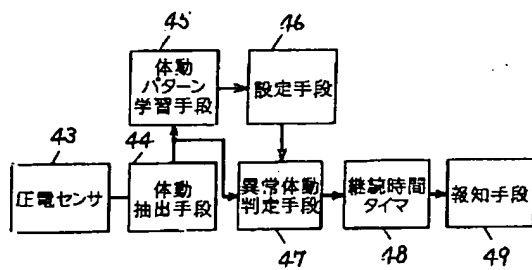 45
46
体動
パターン
学習手段
設定手段
43
44
圧電センサ
体動
抽出手段
異常体動
判定手段
継続時間
タイマ
報知手段
47
48
49